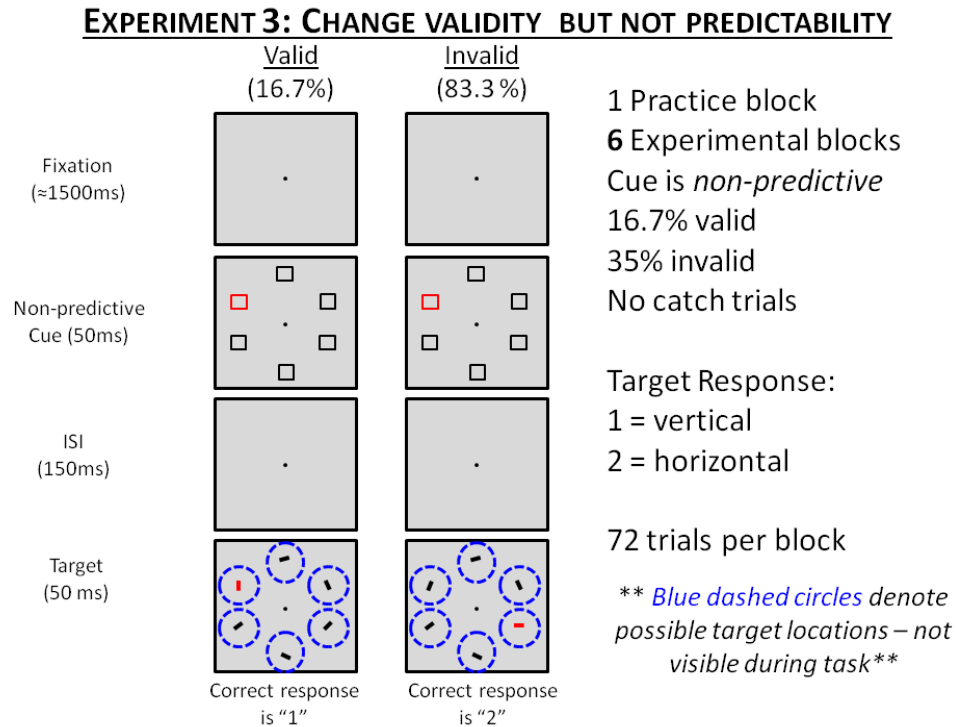 EXPERIMENT 3: CHANGE VALIDITY BUT NOT PREDICTABILITY
Valid
(16.7%)
Invalid
(83.3 %)
Fixation
(≈1500ms)
Non-predictive
Cue (50ms)
ISI
(150ms)
Target
(50 ms)
Correct response
is “1”
Correct response
is “2”
1 Practice block
6 Experimental blocks
Cue is non-predictive
16.7% valid
35% invalid
No catch trials
Target Response:
1 = vertical
2 = horizontal
72 trials per block
** Blue dashed circles denote
possible target locations – not
visible during task**